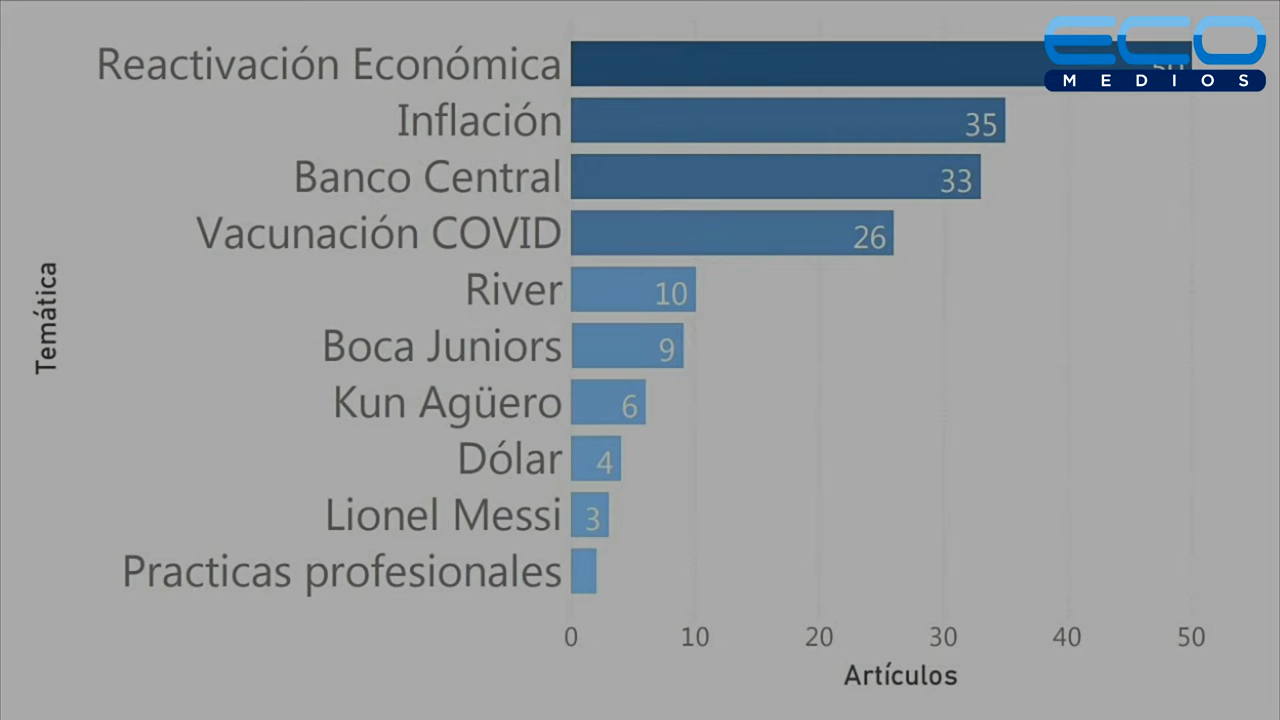 Reactivación Económica
ECO
MEDIOS
Inflación 35
Banco Central 33
Vacunación COVID 26
River 10
Boca Juniors 9
Kun Agüero 6
Dólar 4
Lionel Messi 3
Practicas profesionales
Temática
0 10 20 30 40 50
Artículos